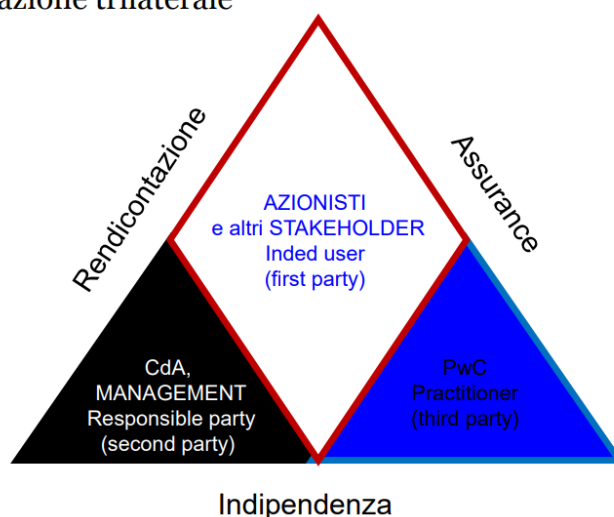 azione trilaterale
Rendicontazione
Assurance
AZIONISTI
e altri STAKEHOLDER
Inded user
(first party)
CdA,
MANAGEMENT
Responsible party
(second party)
PwC
Practitioner
(third party)
Indipendenza